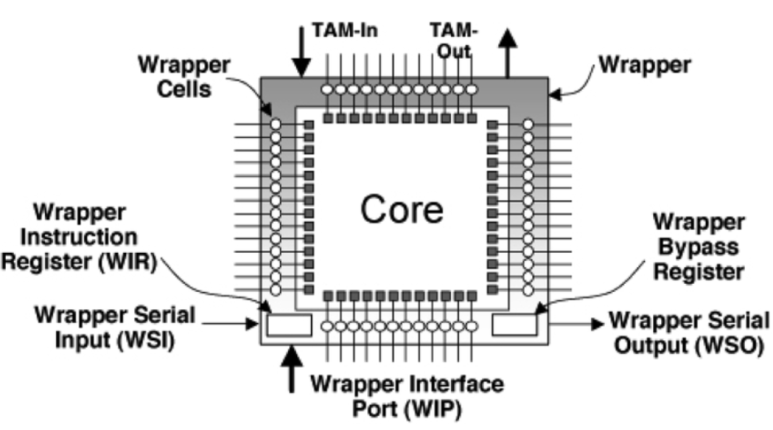 TAM-In
TAM-
Out
Wrapper
Cells
Wrapper
Core
Wrapper
Instruction
Register (WIR)
Wrapper
Bypass
Register
Wrapper Serial
Input (WSI)
Wrapper Serial
Output (WSO)
Wrapper Interface
Port (WIP)